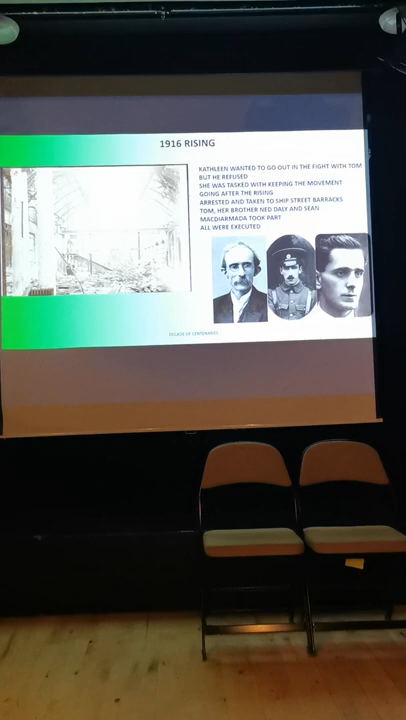 1916 RISING
KATHLEEN WANTED TO GO OUT IN THE FIGHT WITH TOM
BUT HE REFUSED
SHE WAS TASKED WITH KEEPING THE MOVEMENT
GOING AFTER THE RISING
ARRESTED AND TAKEN TO SHIP STREET BARRACKS
TOM, HER BROTHER NED DALY AND SEAN
MACDIARMADA TOOK PART
ALL WERE EXECUTED
DECADE OF CENTENARIES